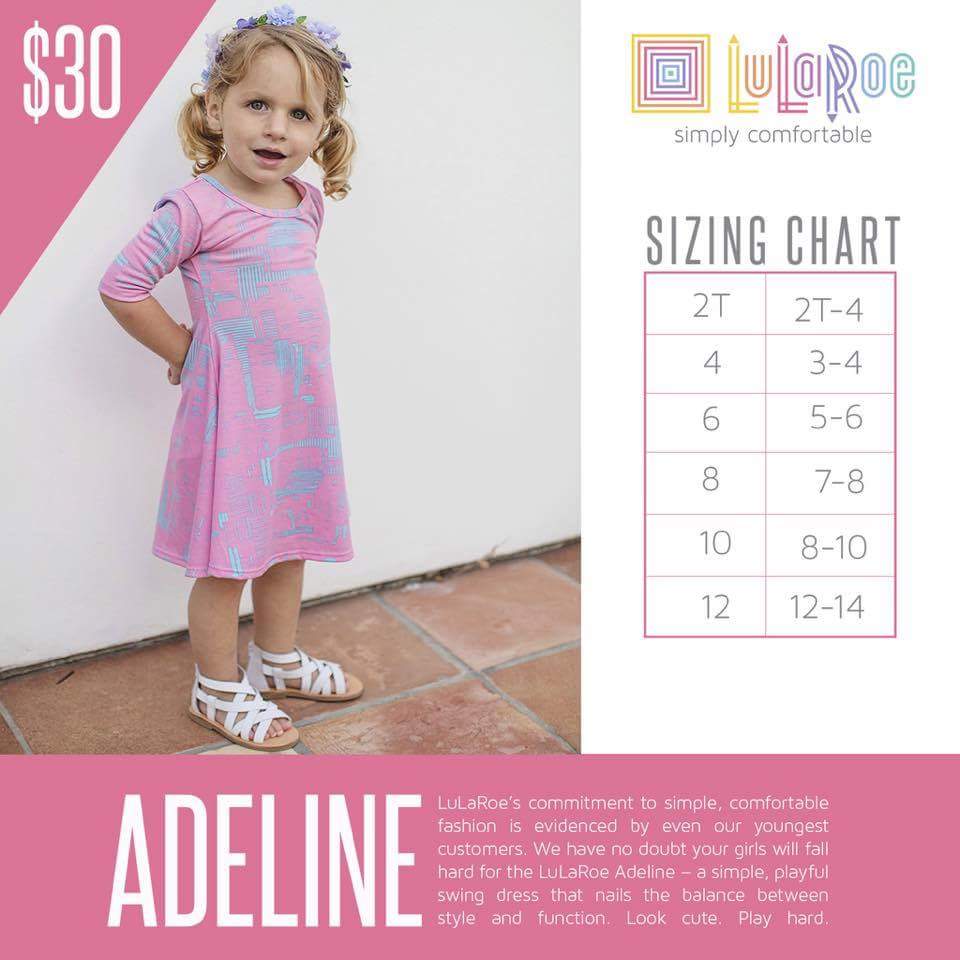 $30
LuLaRoe
simply comfortable
SIZING CHART
2T 2T-4
4 3-4
6 5-6
8 7-8
10 8-10
12 12-14
ADELINE
LuLaRoe's commitment to simple, comfortable
fashion is evidenced by even our youngest
customers. We have no doubt your girls will fall
hard for the LuLaRoe Adeline – a simple, playful
swing dress that nails the balance between
style and function. Look cute. Play hard.